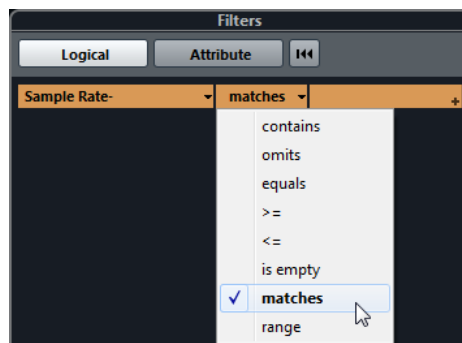 Filters
Logical Attribute
Sample Rate- matches +
contains
omits
equals
>=
<=
is empty
✓ matches
range